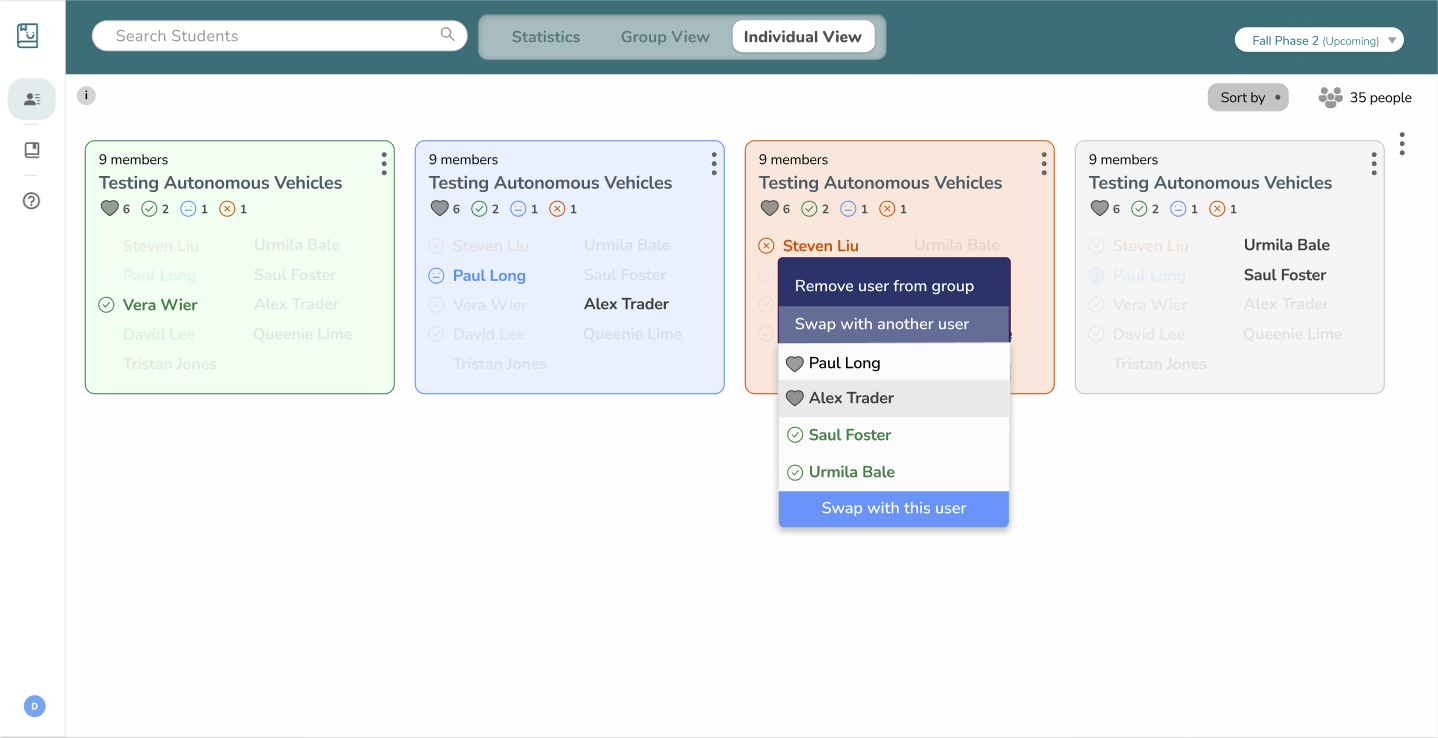 Search Students
Statistics
Group View
Individual View
Fall Phase 2 (Upcoming)
i
Sort by
35 people
9 members
Testing Autonomous Vehicles
6 2 1 1
Steven Liu Urmila Bale
Paul Long Saul Foster
Vera Wier Alex Trader
David Lee Queenie Lime
Tristan Jones
9 members
Testing Autonomous Vehicles
6 2 1 1
Steven Liu Urmila Bale
Paul Long Saul Foster
Vera Wier Alex Trader
David Lee Queenie Lime
Tristan Jones
9 members
Testing Autonomous Vehicles
6 2 1 1
Steven Liu Urmila Bale
Remove user from group
Swap with another user
Paul Long
Alex Trader
Saul Foster
Urmila Bale
Swap with this user
9 members
Testing Autonomous Vehicles
6 2 1 1
Steven Liu Urmila Bale
Paul Long Saul Foster
Vera Wier Alex Trader
David Lee Queenie Lime
Tristan Jones
D